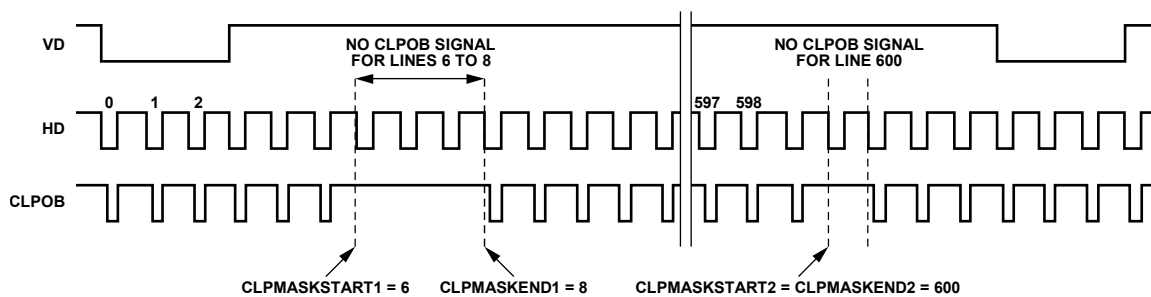 VD
NO CLPOB SIGNAL
FOR LINES 6 TO 8
NO CLPOB SIGNAL
FOR LINE 600
HD
0 1 2 597 598
CLPOB
CLPMASKSTART1 = 6 CLPMASKEND1 = 8 CLPMASKSTART2 = CLPMASKEND2 = 600